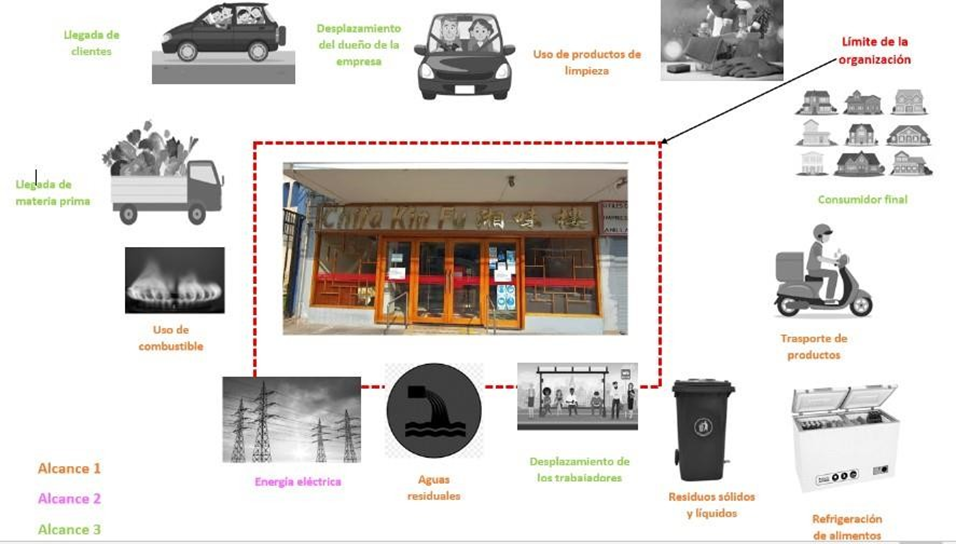 Llegada de
clientes
Desplazamiento
del dueño de la
empresa
Uso de productos de
limpieza
Límite de la
organización
Llegada de
materia prima
Chifa Kin Fu
Consumidor final
Uso de
combustible
Trasporte de
productos
Energía eléctrica
Aguas
residuales
Desplazamiento de
los trabajadores
Residuos sólidos
y líquidos
Refrigeración
de alimentos
Alcance 1
Alcance 2
Alcance 3